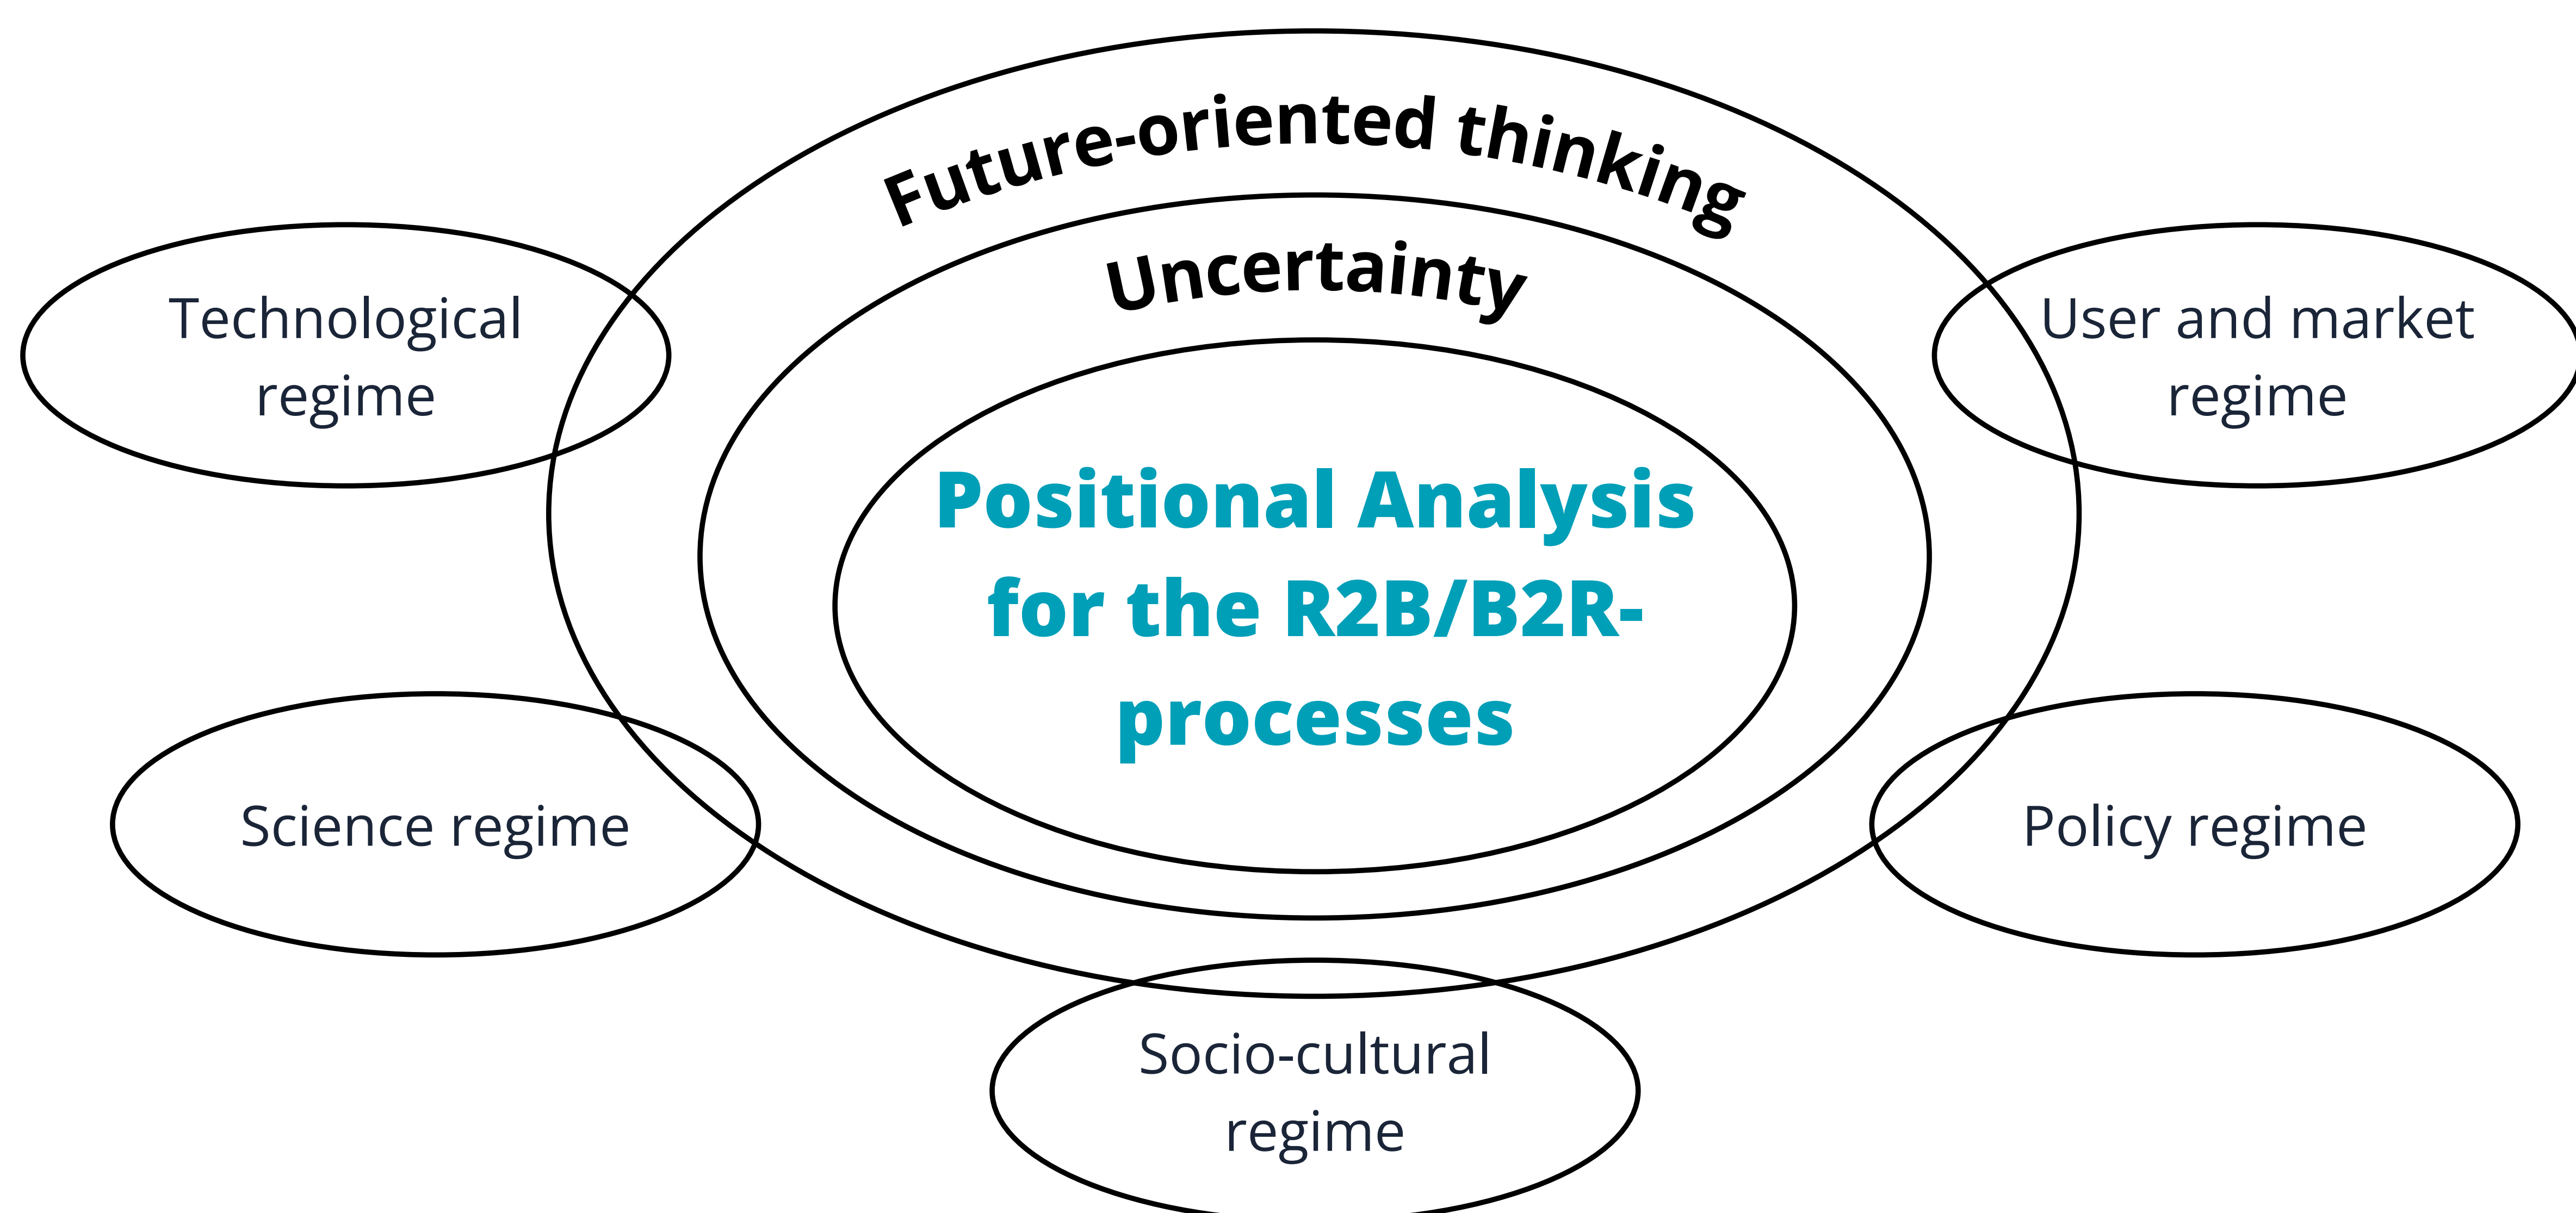 Future-oriented thinking
Uncertainty
Technological
regime
User and market
regime
Positional Analysis
for the R2B/B2R-
processes
Science regime
Policy regime
Socio-cultural
regime